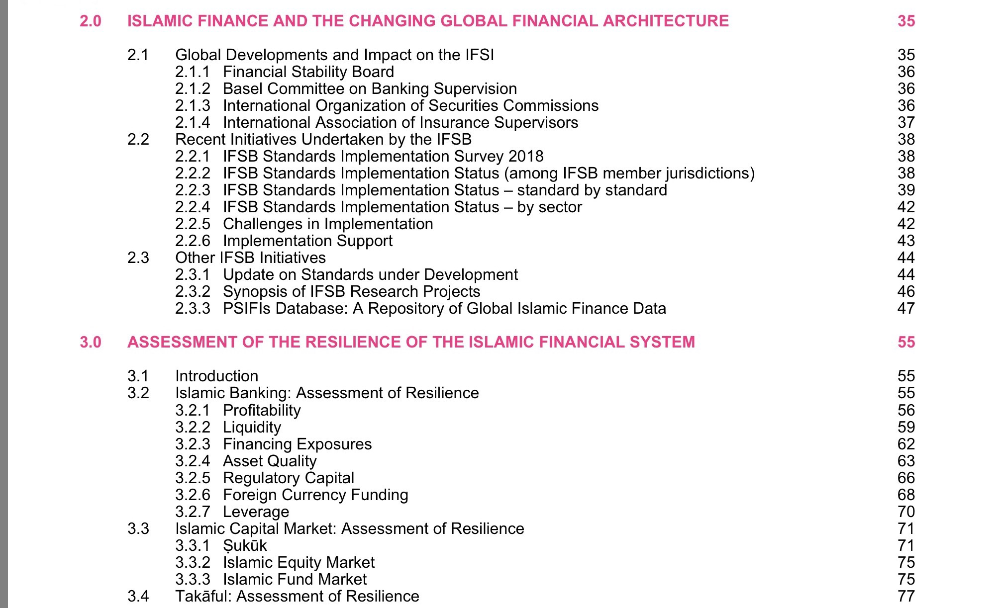 2.0 ISLAMIC FINANCE AND THE CHANGING GLOBAL FINANCIAL ARCHITECTURE 35
2.1 Global Developments and Impact on the IFSI 35
2.1.1 Financial Stability Board 36
2.1.2 Basel Committee on Banking Supervision 36
2.1.3 International Organization of Securities Commissions 36
2.1.4 International Association of Insurance Supervisors 37
2.2 Recent Initiatives Undertaken by the IFSB 38
2.2.1 IFSB Standards Implementation Survey 2018 38
2.2.2 IFSB Standards Implementation Status (among IFSB member jurisdictions) 38
2.2.3 IFSB Standards Implementation Status – standard by standard 39
2.2.4 IFSB Standards Implementation Status – by sector 42
2.2.5 Challenges in Implementation 42
2.2.6 Implementation Support 43
2.3 Other IFSB Initiatives 44
2.3.1 Update on Standards under Development 44
2.3.2 Synopsis of IFSB Research Projects 46
2.3.3 PSIFIs Database: A Repository of Global Islamic Finance Data 47
3.0 ASSESSMENT OF THE RESILIENCE OF THE ISLAMIC FINANCIAL SYSTEM 55
3.1 Introduction 55
3.2 Islamic Banking: Assessment of Resilience 55
3.2.1 Profitability 56
3.2.2 Liquidity 59
3.2.3 Financing Exposures 62
3.2.4 Asset Quality 63
3.2.5 Regulatory Capital 66
3.2.6 Foreign Currency Funding 68
3.2.7 Leverage 70
3.3 Islamic Capital Market: Assessment of Resilience 71
3.3.1 Ṣukūk 71
3.3.2 Islamic Equity Market 75
3.3.3 Islamic Fund Market 75
3.4 Takāful: Assessment of Resilience 77